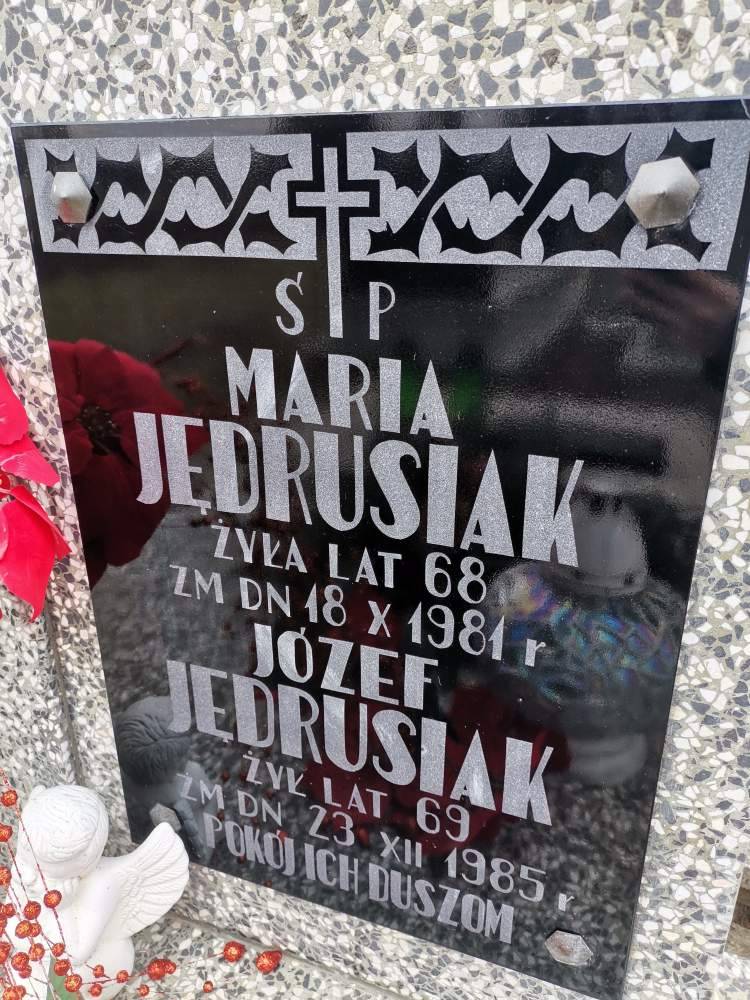 Ś P
MARIA
JĘDRUSIAK
ŻYŁA LAT 68
ZM DN 18 X 1981 r
JÓZEF
JĘDRUSIAK
ŻYŁ LAT 69
ZM DN 23 XII 1985 r
POKÓJ ICH DUSZOM